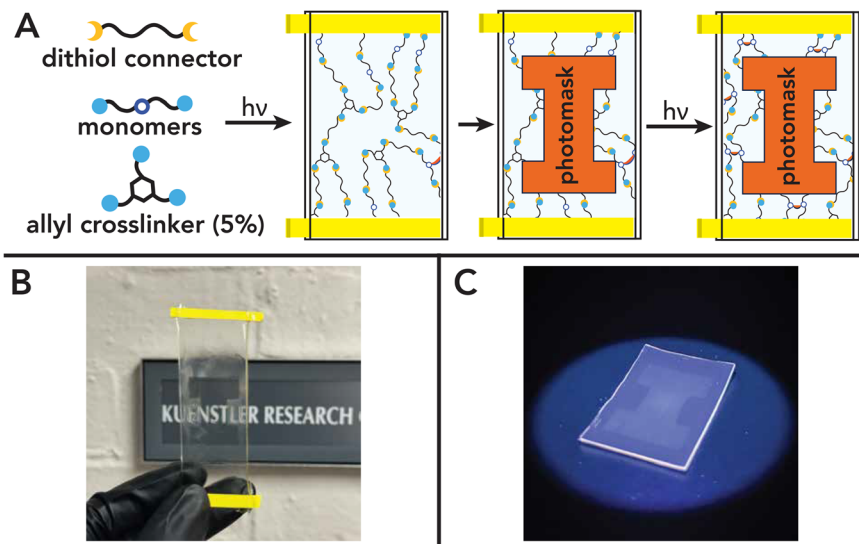 A
dithiol connector
monomers
allyl crosslinker (5%)
hν
photomask
hν
photomask
B
KUENSTLER RESEARCH
C